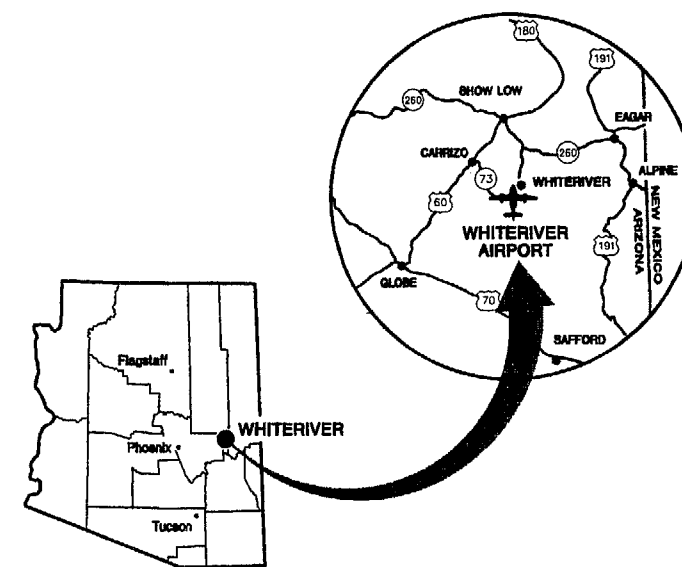 180
191
260
SHOW LOW
EAGAR
CARRIZO
260
73
ALPINE
WHITERIVER
60
WHITERIVER
AIRPORT
NEW MEXICO
ARIZONA
191
GLOBE
70
SAFFORD
Flagstaff
WHITERIVER
Phoenix
Tucson